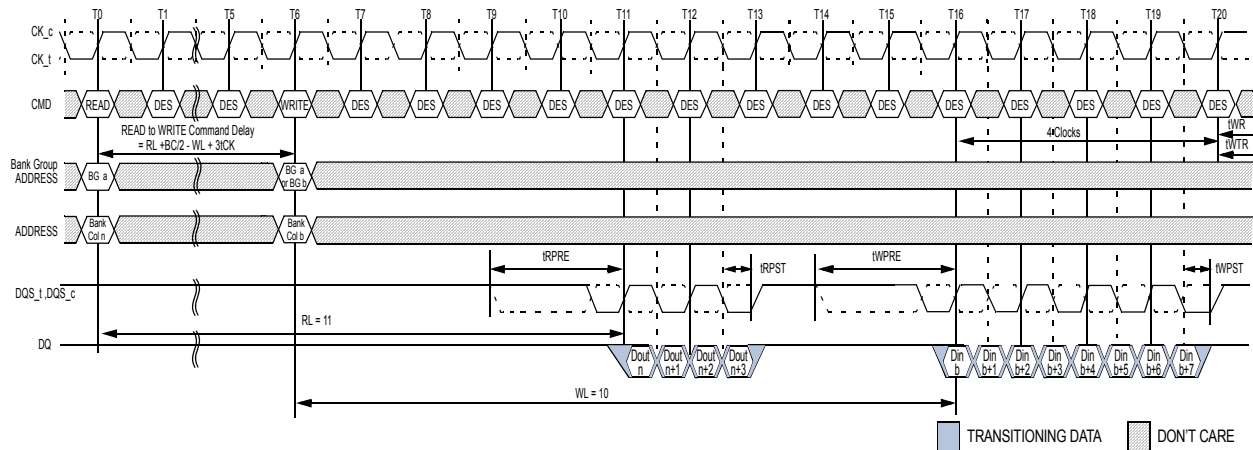 T0 T1 T5 T6 T7 T8 T9 T10 T11 T12 T13 T14 T15 T16 T17 T18 T19 T20
CK_c
CK_t
CMD READ DES DES WRITE DES DES DES DES DES DES DES DES DES DES DES DES DES DES
READ to WRITE Command Delay
= RL +BC/2 - WL + 3tCK
4 Clocks
tWR
tWTR
Bank Group
ADDRESS
BG a
BG a
or BG b
ADDRESS
Bank
Col n
Bank
Col b
tRPRE tRPST tWPRE tWPST
DQS_t ,DQS_c
RL = 11
DQ
Dout Dout Dout Dout Din Din Din Din Din Din Din Din
n n+1 n+2 n+3 b b+1 b+2 b+3 b+4 b+5 b+6 b+7
WL = 10
TRANSITIONING DATA DON'T CARE